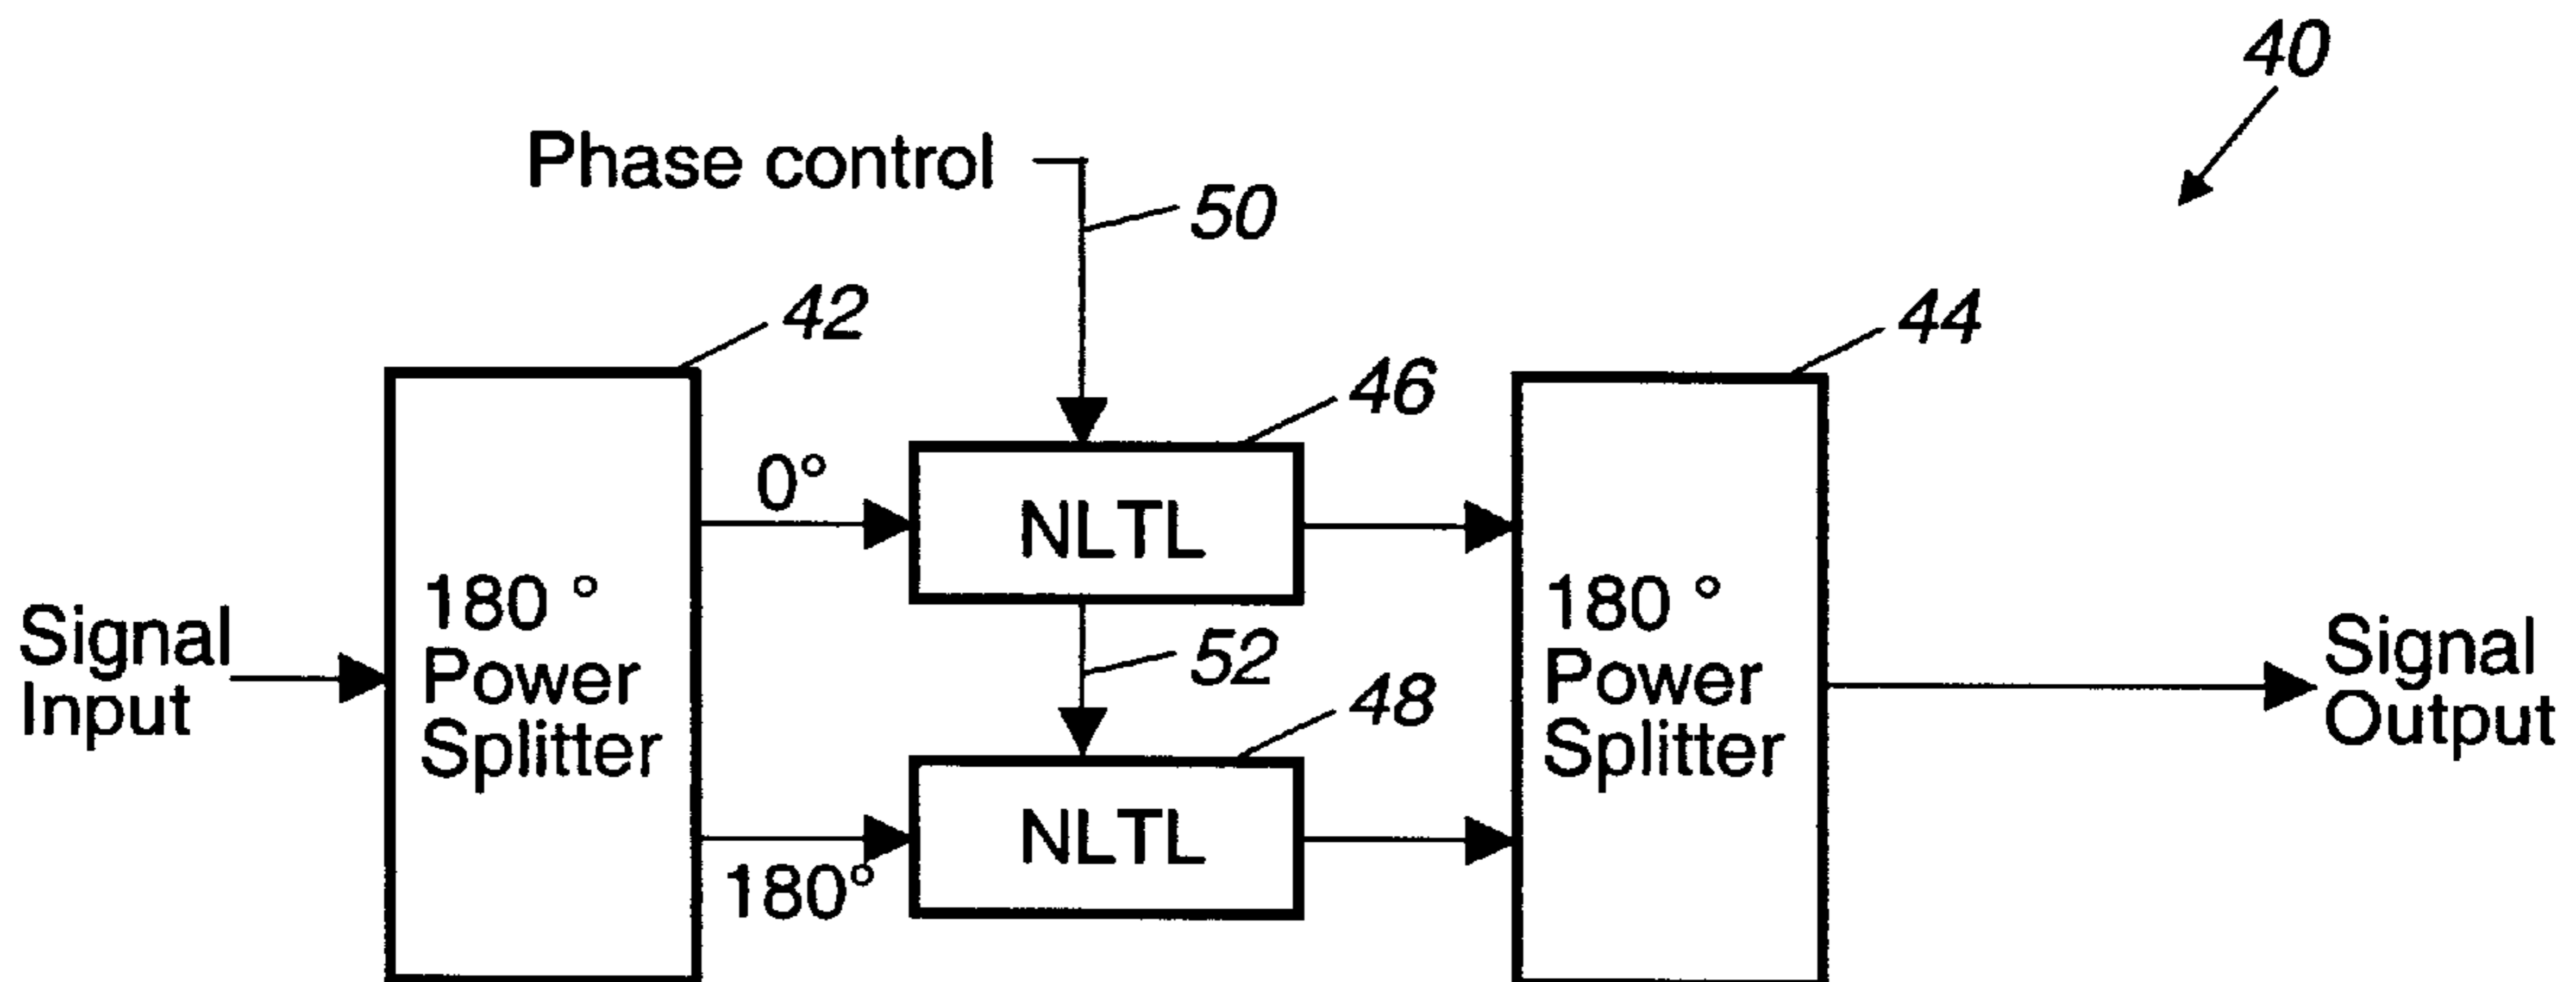 40
Phase control
50
42
44
46
0°
NLTL
180 °
Power
Splitter
180 °
Power
Splitter
Signal
Input
Signal
Output
52
48
NLTL
180°